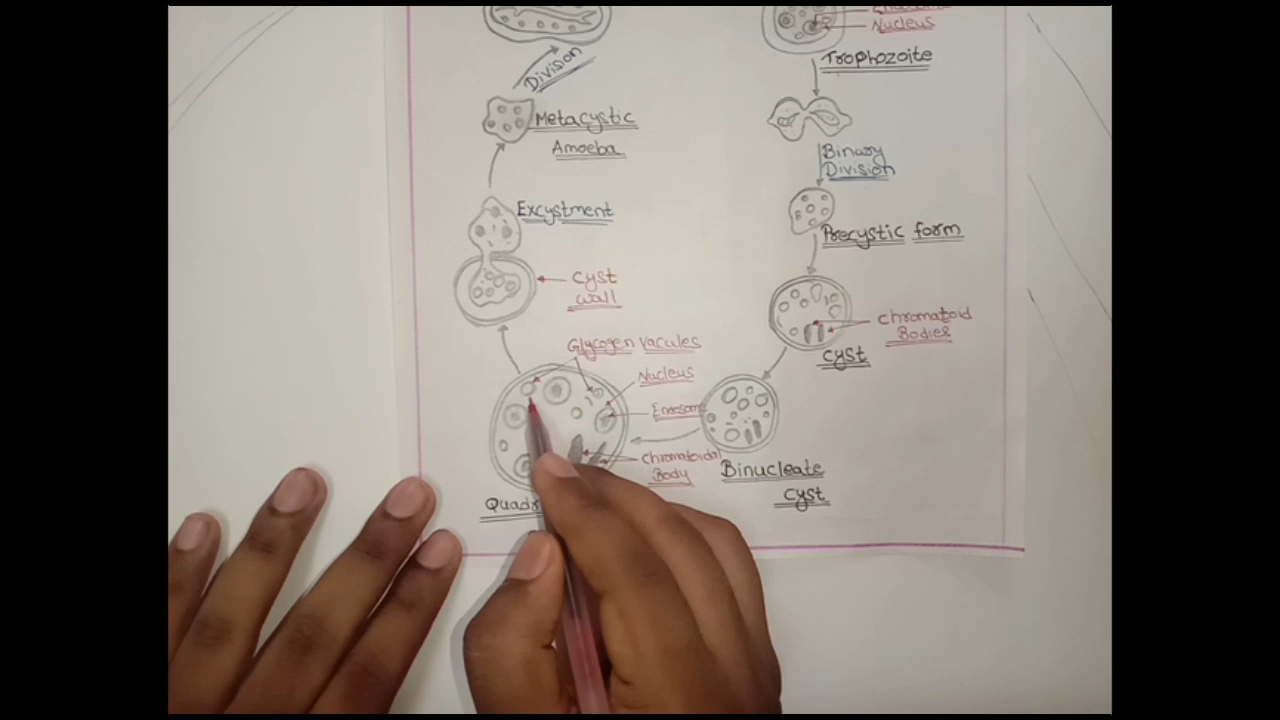 Nucleus
Trophozoite
Division
Metacystic
Amoeba
Binary
Division
Excystment
Precystic form
Cyst
wall
Chromatoid
Bodies
Cyst
Glycogen vacules
Nucleus
Chromatoidal
Body
Binucleate
Cyst